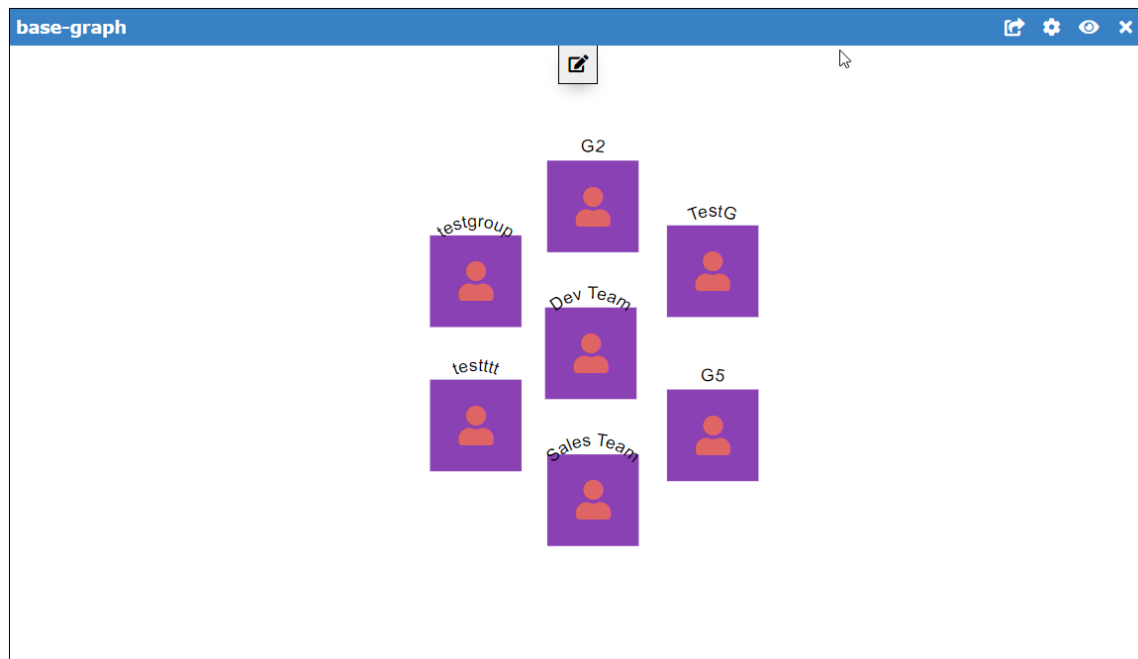 base-graph
G2
TestG
testgroup
Dev Team
testttt
G5
Sales Team